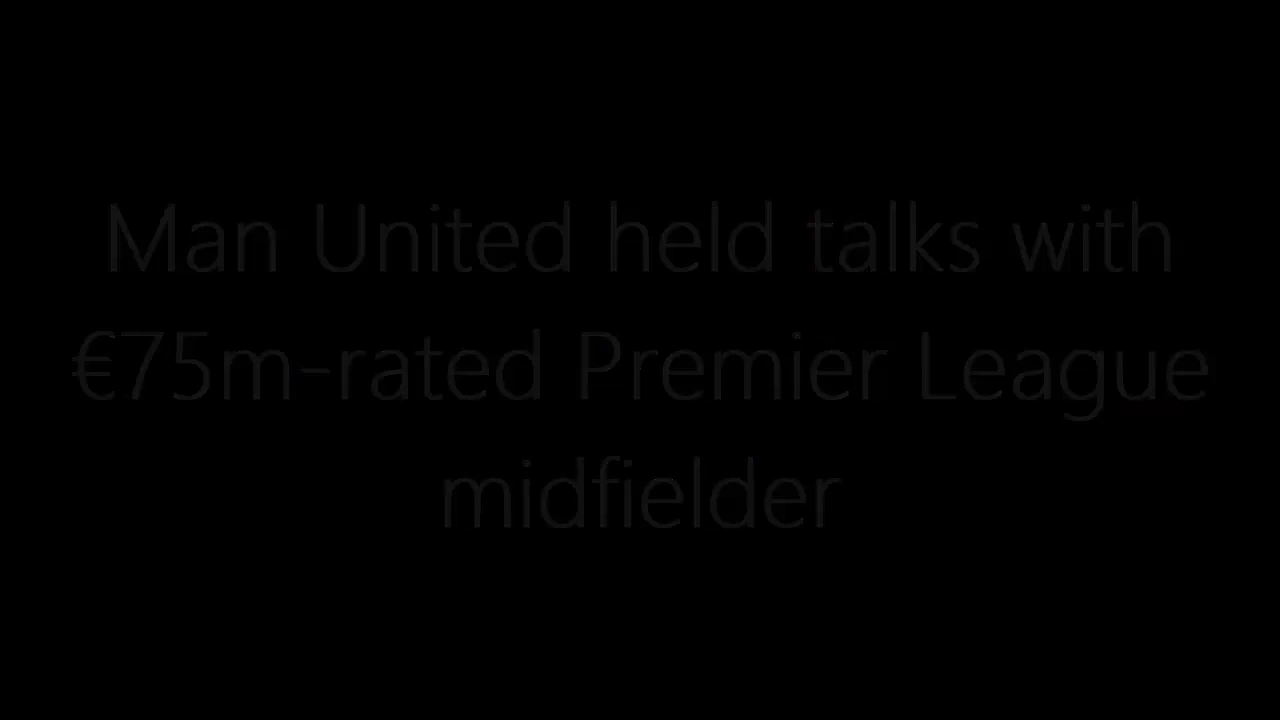 Man United held talks with
€75m-rated Premier League
midfielder